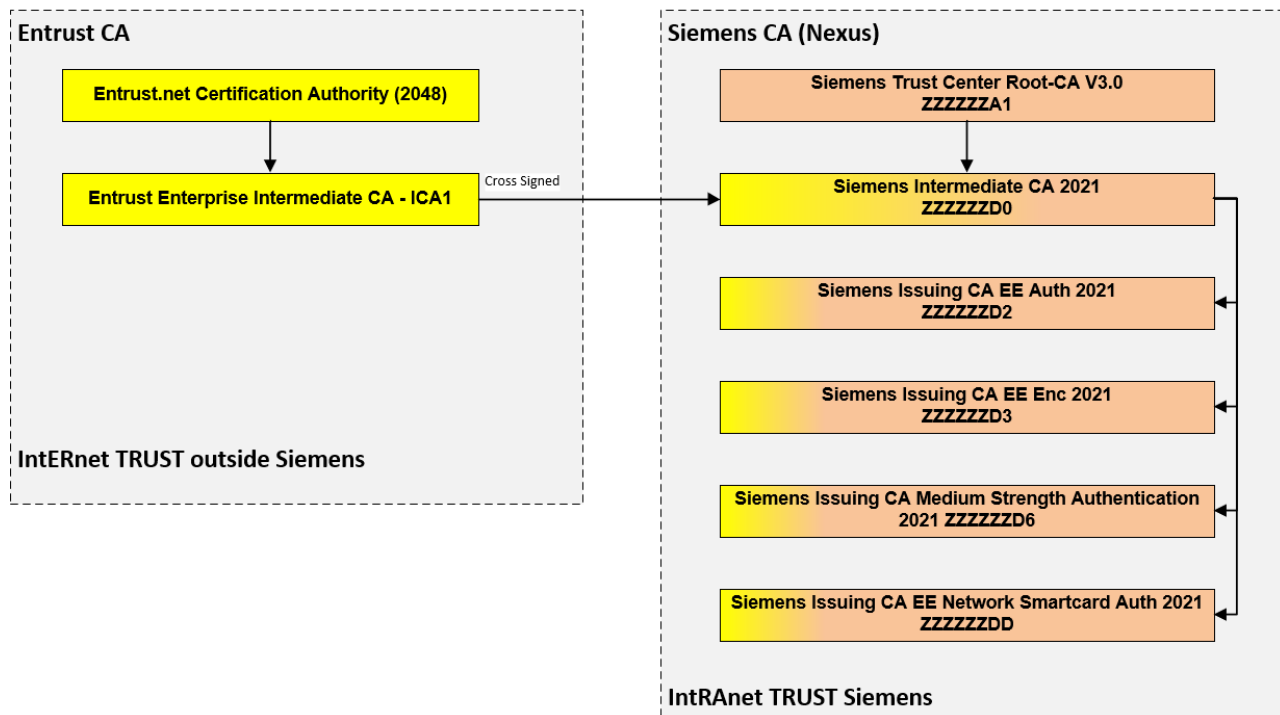 Entrust CA
Entrust.net Certification Authority (2048)
Entrust Enterprise Intermediate CA - ICA1
IntERnet TRUST outside Siemens
Cross Signed
Siemens CA (Nexus)
Siemens Trust Center Root-CA V3.0
ZZZZZZA1
Siemens Intermediate CA 2021
ZZZZZZD0
Siemens Issuing CA EE Auth 2021
ZZZZZZD2
Siemens Issuing CA EE Enc 2021
ZZZZZZD3
Siemens Issuing CA Medium Strength Authentication
2021 ZZZZZZD6
Siemens Issuing CA EE Network Smartcard Auth 2021
ZZZZZZDD
IntRAnet TRUST Siemens